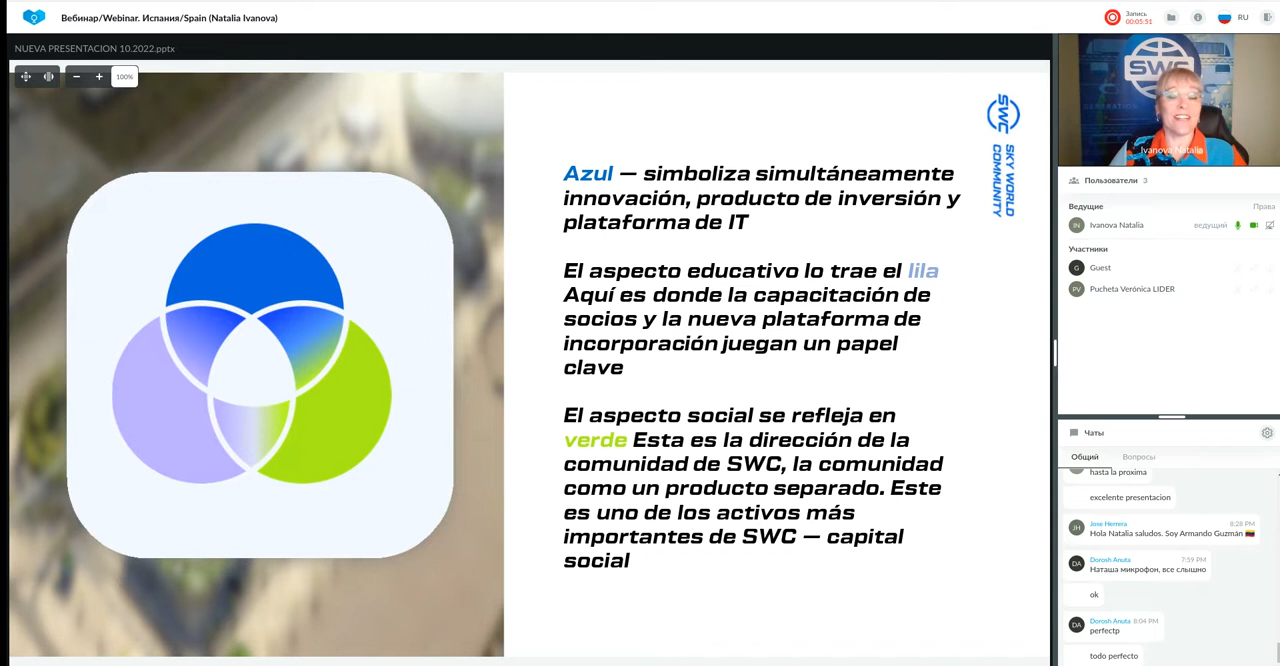 Вебинар/Webinar. Испания/Spain (Natalia Ivanova)
Запись
00:05:51
RU
NUEVA PRESENTACION 10.2022.pptx
100%
SWC
SKY WORLD
COMMUNITY
Azul — simboliza simultáneamente
innovación, producto de inversión y
plataforma de IT
El aspecto educativo lo trae el lila
Aquí es donde la capacitación de
socios y la nueva plataforma de
incorporación juegan un papel
clave
El aspecto social se refleja en
verde Esta es la dirección de la
comunidad de SWC, la comunidad
como un producto separado. Este
es uno de los activos más
importantes de SWC — capital
social
SWC
Ivanova Natalia
Пользователи 3
Ведущие
Права
IN
Ivanova Natalia
ведущий
Участники
G
Guest
PV
Pucheta Verónica LIDER
Чаты
Общий
Вопросы
hasta la proxima
excelente presentacion
JH
Jose Herrera
8:28 PM
Hola Natalia saludos. Soy Armando Guzmán 🇻🇪
DA
Dorosh Anuta
7:59 PM
Наташа микрофон, все слышно
ok
DA
Dorosh Anuta
8:04 PM
perfectp
todo perfecto